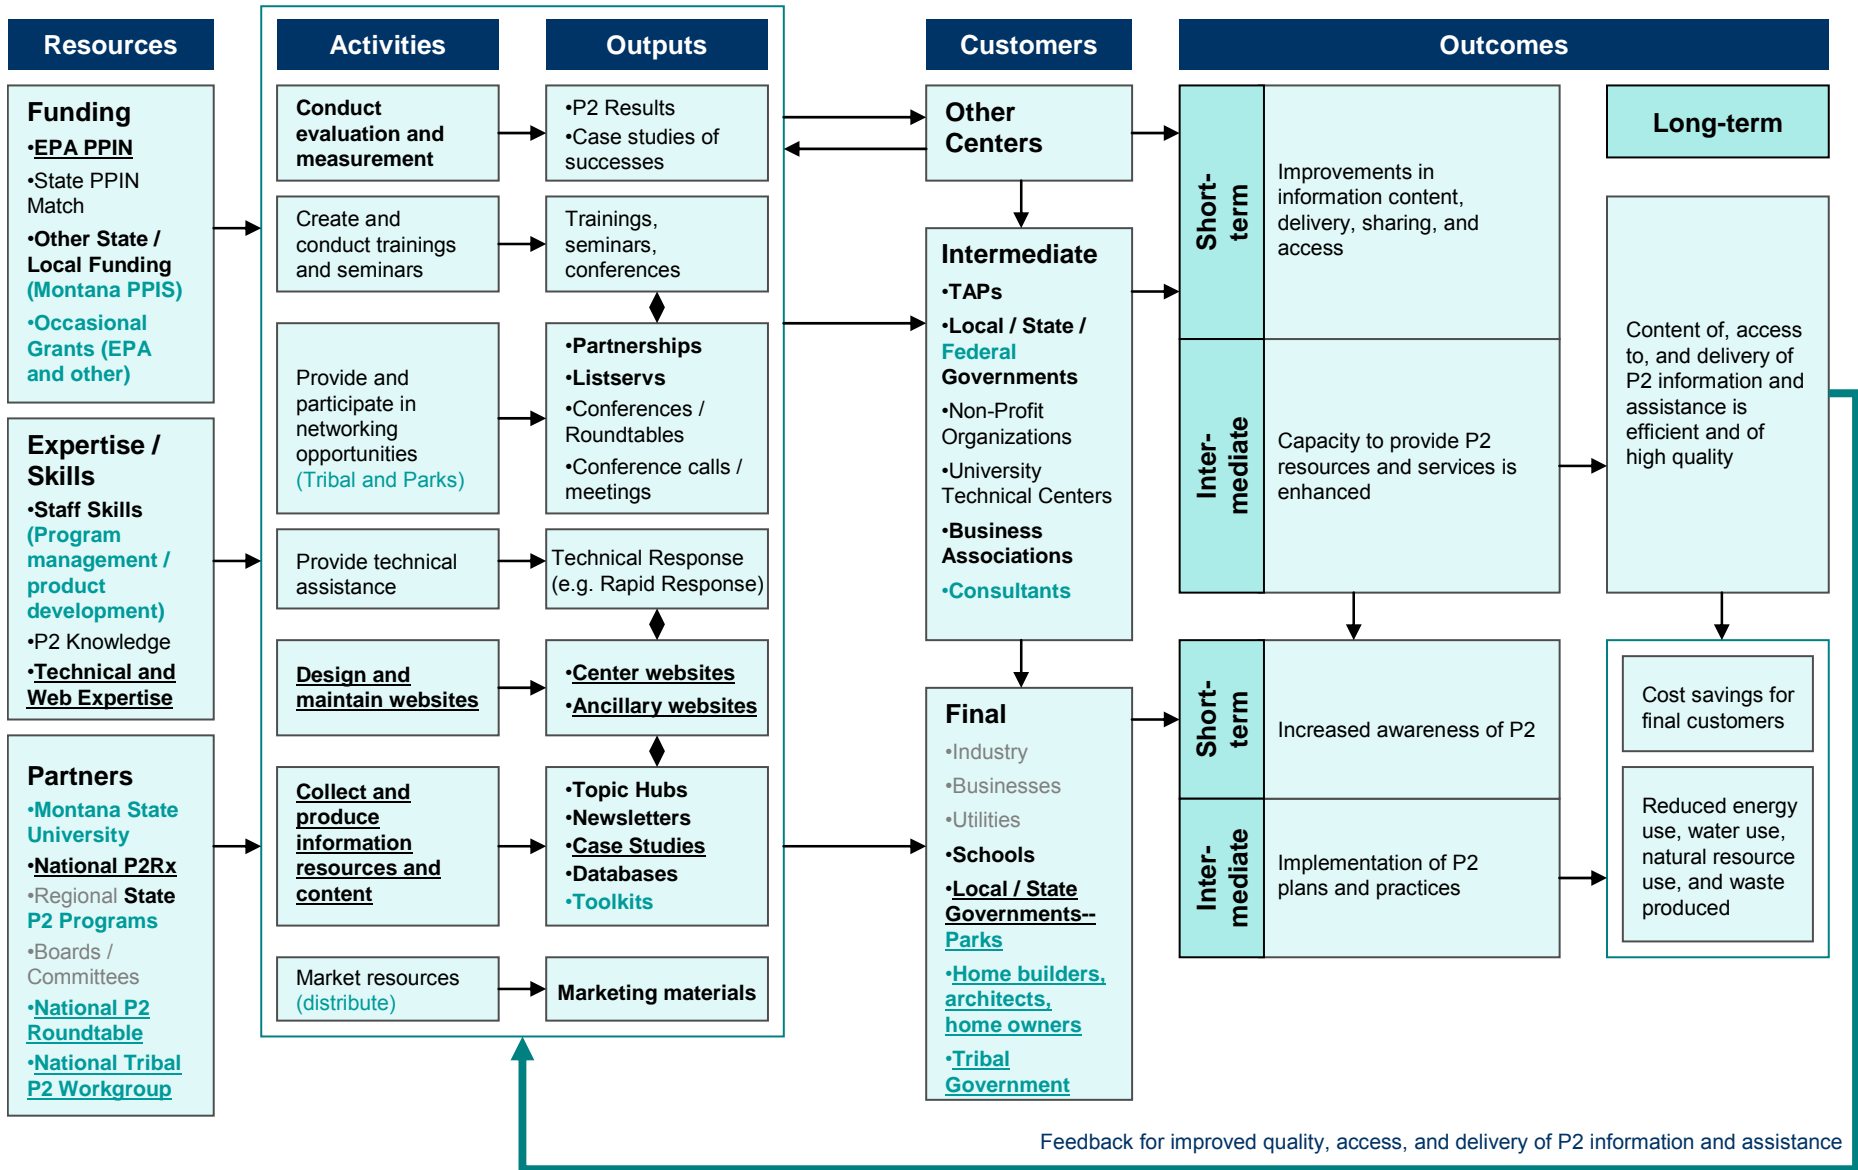 Resources
Activities
Outputs
Customers
Outcomes
Funding
•EPA PPIN
•State PPIN
Match
•Other State /
Local Funding
(Montana PPIS)
•Occasional
Grants (EPA
and other)
Expertise /
Skills
•Staff Skills
(Program
management /
product
development)
•P2 Knowledge
•Technical and
Web Expertise
Partners
•Montana State
University
•National P2Rx
•Regional State
P2 Programs
•Boards /
Committees
•National P2
Roundtable
•National Tribal
P2 Workgroup
Conduct
evaluation and
measurement
•P2 Results
•Case studies of
successes
Create and
conduct trainings
and seminars
Trainings,
seminars,
conferences
Provide and
participate in
networking
opportunities
(Tribal and Parks)
•Partnerships
•Listservs
•Conferences /
Roundtables
•Conference calls /
meetings
Provide technical
assistance
Technical Response
(e.g. Rapid Response)
Design and
maintain websites
•Center websites
•Ancillary websites
Collect and
produce
information
resources and
content
•Topic Hubs
•Newsletters
•Case Studies
•Databases
•Toolkits
Market resources
(distribute)
Marketing materials
Other
Centers
Intermediate
•TAPs
•Local / State /
Federal
Governments
•Non-Profit
Organizations
•University
Technical Centers
•Business
Associations
•Consultants
Final
•Industry
•Businesses
•Utilities
•Schools
•Local / State
Governments--
Parks
•Home builders,
architects,
home owners
•Tribal
Government
Short-
term
Improvements in
information content,
delivery, sharing, and
access
Inter-
mediate
Capacity to provide P2
resources and services is
enhanced
Short-
term
Increased awareness of P2
Inter-
mediate
Implementation of P2
plans and practices
Long-term
Content of, access
to, and delivery of
P2 information and
assistance is
efficient and of
high quality
Cost savings for
final customers
Reduced energy
use, water use,
natural resource
use, and waste
produced
Feedback for improved quality, access, and delivery of P2 information and assistance